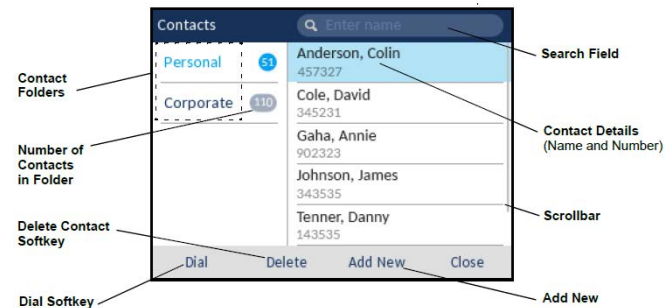 Contacts
Enter name
Personal 51
Corporate 110
Anderson, Colin
457327
Cole, David
345231
Gaha, Annie
902323
Johnson, James
343535
Tenner, Danny
143535
Dial Delete Add New Close
Contact
Folders
Number of
Contacts
in Folder
Delete Contact
Softkey
Dial Softkey
Search Field
Contact Details
(Name and Number)
Scrollbar
Add New